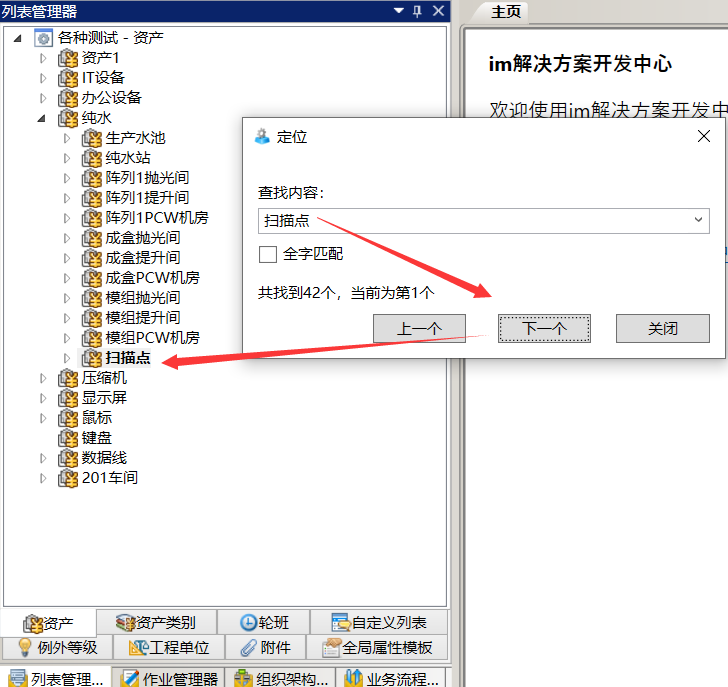 列表管理器
主页
各种测试 - 资产
资产1
IT设备
办公设备
纯水
生产水池
纯水站
阵列1抛光间
阵列1提升间
阵列1PCW机房
成盒抛光间
成盒提升间
成盒PCW机房
模组抛光间
模组提升间
模组PCW机房
扫描点
压缩机
显示屏
鼠标
键盘
数据线
201车间
im解决方案开发中心
欢迎使用im解决方案开发中
定位
查找内容：
扫描点
全字匹配
共找到42个，当前为第1个
上一个
下一个
关闭
资产
资产类别
轮班
自定义列表
例外等级
工程单位
附件
全局属性模板
列表管理...
作业管理器
组织架构...
业务流程...